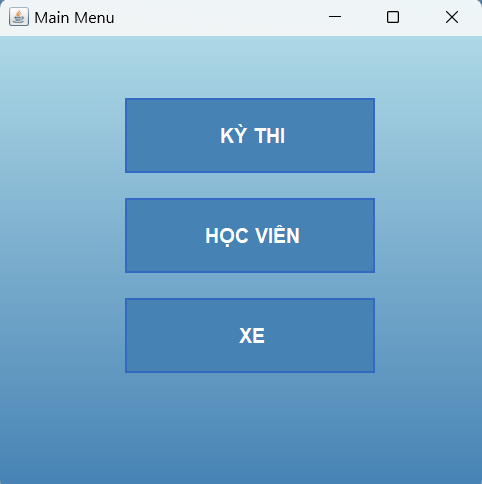 Main Menu
KỲ THI
HỌC VIÊN
XE